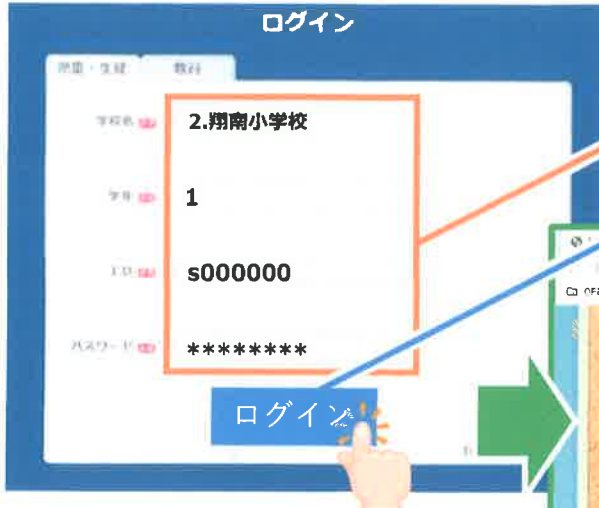 ログイン
児童・生徒 教員
学校名
2.翔南小学校
学年
1
s000000
パスワード
********
ログイン